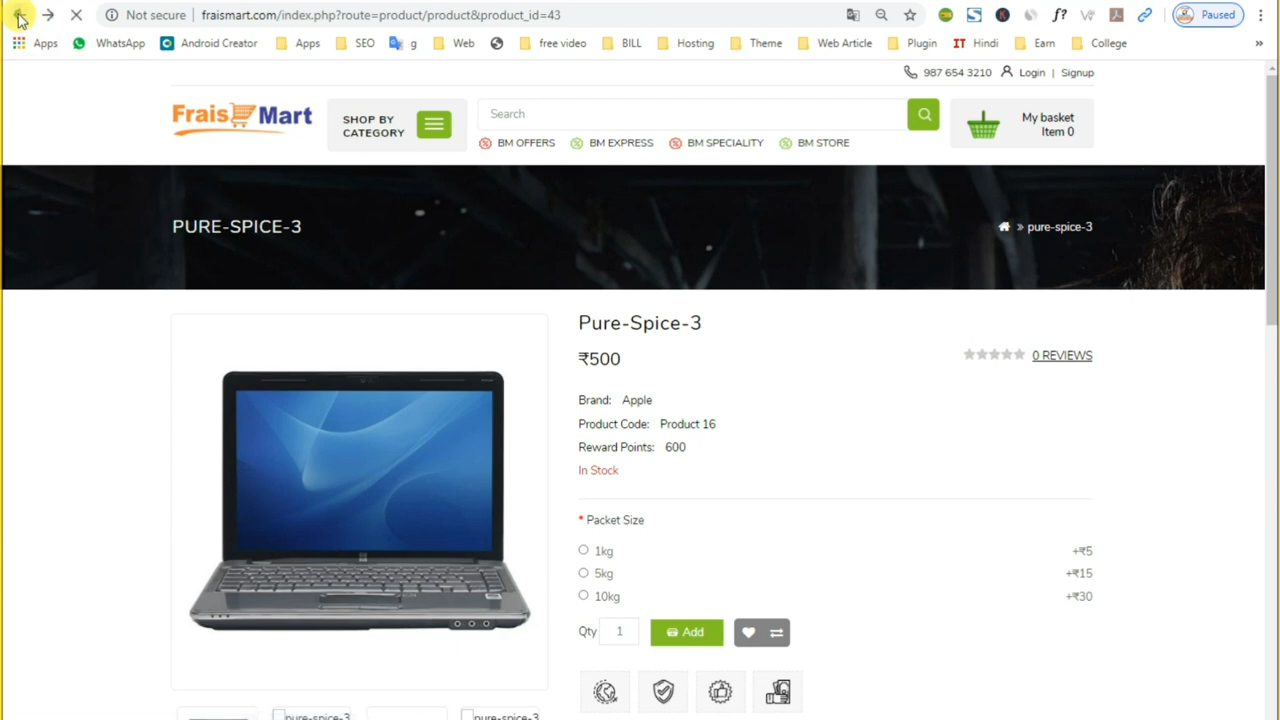 Not secure
fraismart.com/index.php?route=product/product&product_id=43
f?
Paused
Apps
WhatsApp
Android Creator
Apps
SEO
g
Web
free video
BILL
Hosting
Theme
Web Article
Plugin
IT Hindi
Earn
College
»
987 654 3210
Login | Signup
Frais Mart
SHOP BY
CATEGORY
Search
My basket
Item 0
BM OFFERS
BM EXPRESS
BM SPECIALITY
BM STORE
PURE-SPICE-3
» pure-spice-3
Pure-Spice-3
₹500
0 REVIEWS
Brand: Apple
Product Code: Product 16
Reward Points: 600
In Stock
* Packet Size
1kg +₹5
5kg +₹15
10kg +₹30
Qty 1 Add
pure-spice-3
pure-spice-3